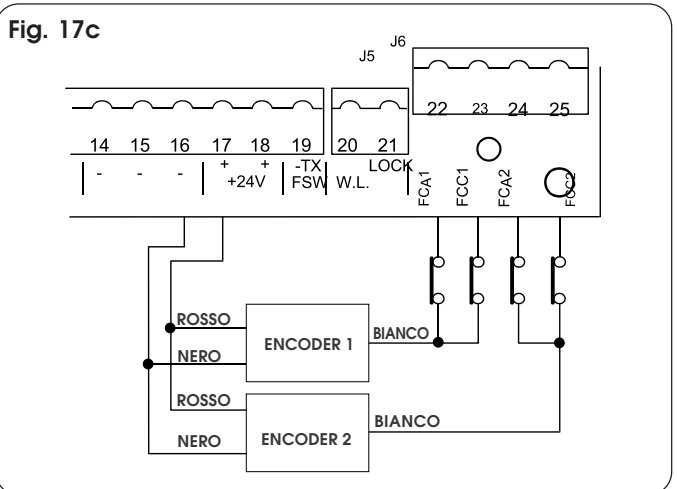 Fig. 17c
J5 J6
22 23 24 25
14 15 16 17 18 19 20 21
- - - + + -TX LOCK
+24V FSW W.L.
FCA1 FCC1 FCA2 FCC2
ROSSO
ENCODER 1
BIANCO
NERO
ROSSO
ENCODER 2
BIANCO
NERO